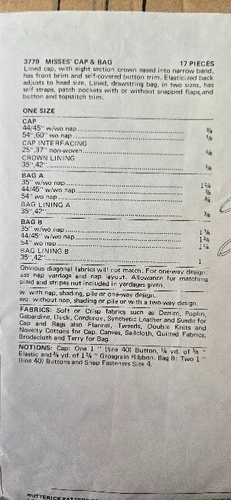 3779 MISSES' CAP & BAG 17 PIECES
Lined cap, with eight section crown eased into narrow band,
has front brim and self-covered button trim. Elasticized back
adjusts to head size. Lined, drawstring bag, in two sizes, has
self straps, patch pockets with or without snapped flaps and
button and topstitch trim.
ONE SIZE
CAP
44/45" w/wo nap
54",60" wo nap
CAP INTERFACING
25",37" non-woven
CROWN LINING
35",42"
BAG A
35" w/wo nap
44/45" w/wo nap
54" wo nap
BAG LINING A
35",42"
BAG B
35" w/wo nap
44/45" w/wo nap
54" wo nap
BAG LINING B
35",42" 1
Obvious diagonal fabrics will not match. For one-way design:
use nap yardage and nap layout. Allowance for matching
plaid and stripes not included in yardages given.
w: with nap, shading, pile or one-way design.
wo: without nap, shading, pile or with a two-way design.
FABRICS: Soft or Crisp fabrics such as Denim, Poplin,
Gabardine, Duck, Corduroy, Synthetic Leather and Suede for
Cap and Bags also Flannel, Tweeds, Double Knits and
Novelty Cottons for Cap. Canvas, Sailcloth, Quilted Fabrics,
Brodecloth and Terry for Bag.
NOTIONS: Cap: One 1" (line 40) Button, ¼ yd. of
Elastic and yd. of 1 ¼" Grosgrain Ribbon. Bag B: Two 1"
(line 40) Buttons and Snap Fasteners Size 4.
BUTTERICK